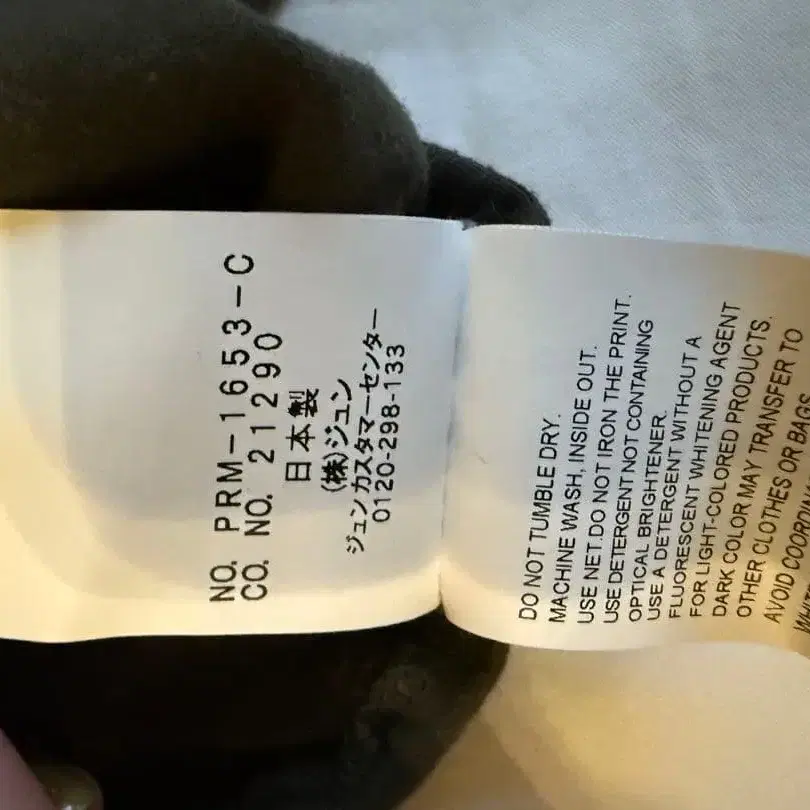 NO. PRM-1653-C
CO. NO. 21290
日本製
(株)ジュン
ジュンカスタマーセンター
0120-298-133
DO NOT TUMBLE DRY.
MACHINE WASH, INSIDE OUT.
USE NET.DO NOT IRON THE PRINT.
USE DETERGENT NOT CONTAINING
OPTICAL BRIGHTENER.
USE A DETERGENT WITHOUT A
FLUORESCENT WHITENING AGENT
FOR LIGHT-COLORED PRODUCTS.
DARK COLOR MAY TRANSFER TO
OTHER CLOTHES OR BAGS.
AVOID